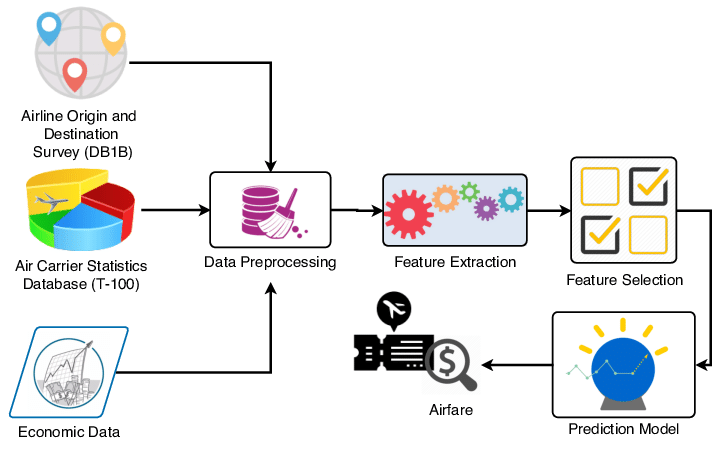 Airline Origin and
Destination
Survey (DB1B)
Air Carrier Statistics
Database (T-100)
Data Preprocessing
Feature Extraction
Feature Selection
Economic Data
$
Airfare
Prediction Model